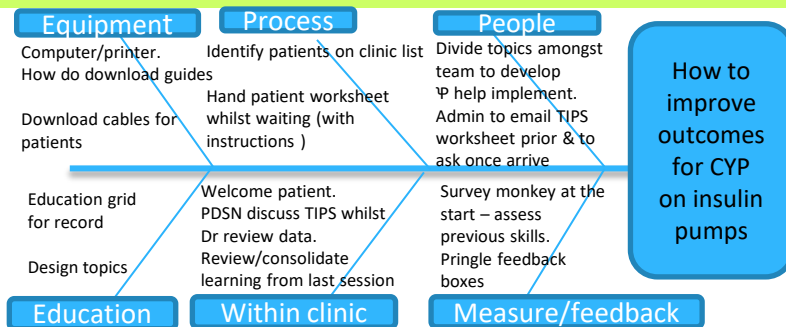 Equipment
Computer/printer.
How do download guides
Download cables for
patients
Process
Identify patients on clinic list
Hand patient worksheet
whilst waiting (with
instructions )
People
Divide topics amongst
team to develop
Ψ help implement.
Admin to email TIPS
worksheet prior & to
ask once arrive
How to
improve
outcomes
for CYP
on insulin
pumps
Education grid
for record
Design topics
Education
Welcome patient.
PDSN discuss TIPS whilst
Dr review data.
Review/consolidate
learning from last session
Within clinic
Survey monkey at the
start – assess
previous skills.
Pringle feedback
boxes
Measure/feedback